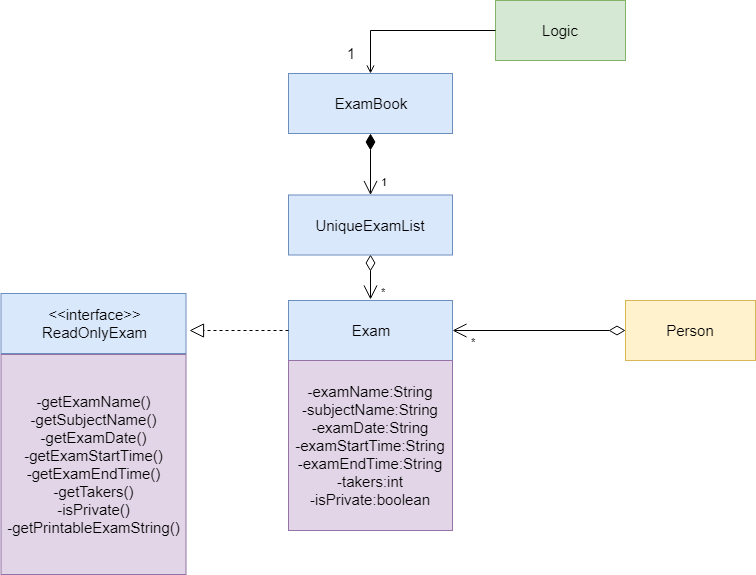 Logic
1
ExamBook
1
UniqueExamList
*
<<interface>>
ReadOnlyExam
-getExamName()
-getSubjectName()
-getExamDate()
-getExamStartTime()
-getExamEndTime()
-getTakers()
-isPrivate()
-getPrintableExamString()
Exam
-examName:String
-subjectName:String
-examDate:String
-examStartTime:String
-examEndTime:String
-takers:int
-isPrivate:boolean
*
Person